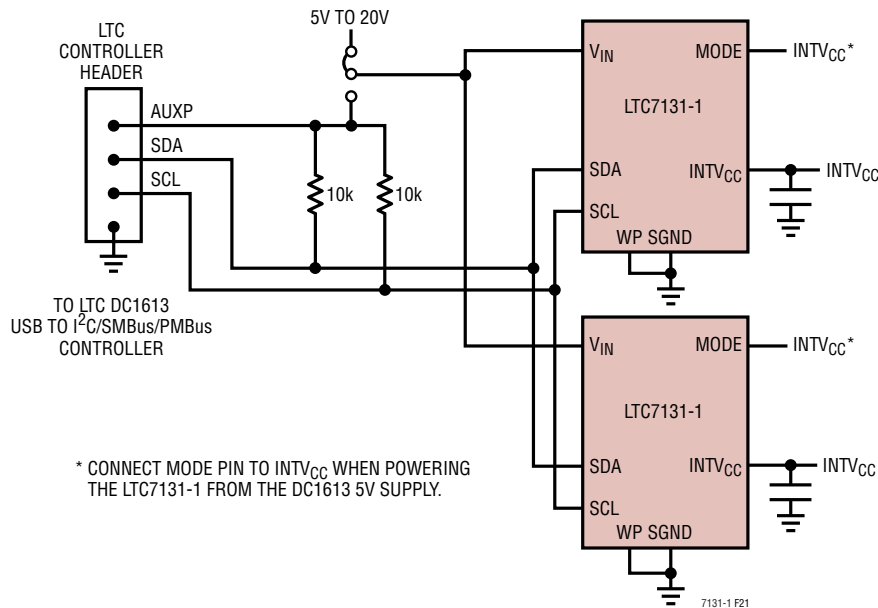 LTC
CONTROLLER
HEADER
5V TO 20V
AUXP
SDA
SCL
10k
10k
TO LTC DC1613
USB TO I2C/SMBus/PMBus
CONTROLLER
VIN
MODE
INTVCC*
LTC7131-1
SDA
INTVCC
INTVCC
SCL
WP SGND
VIN
MODE
INTVCC*
LTC7131-1
SDA
INTVCC
INTVCC
SCL
WP SGND
* CONNECT MODE PIN TO INTVCC WHEN POWERING
THE LTC7131-1 FROM THE DC1613 5V SUPPLY.
7131-1 F21